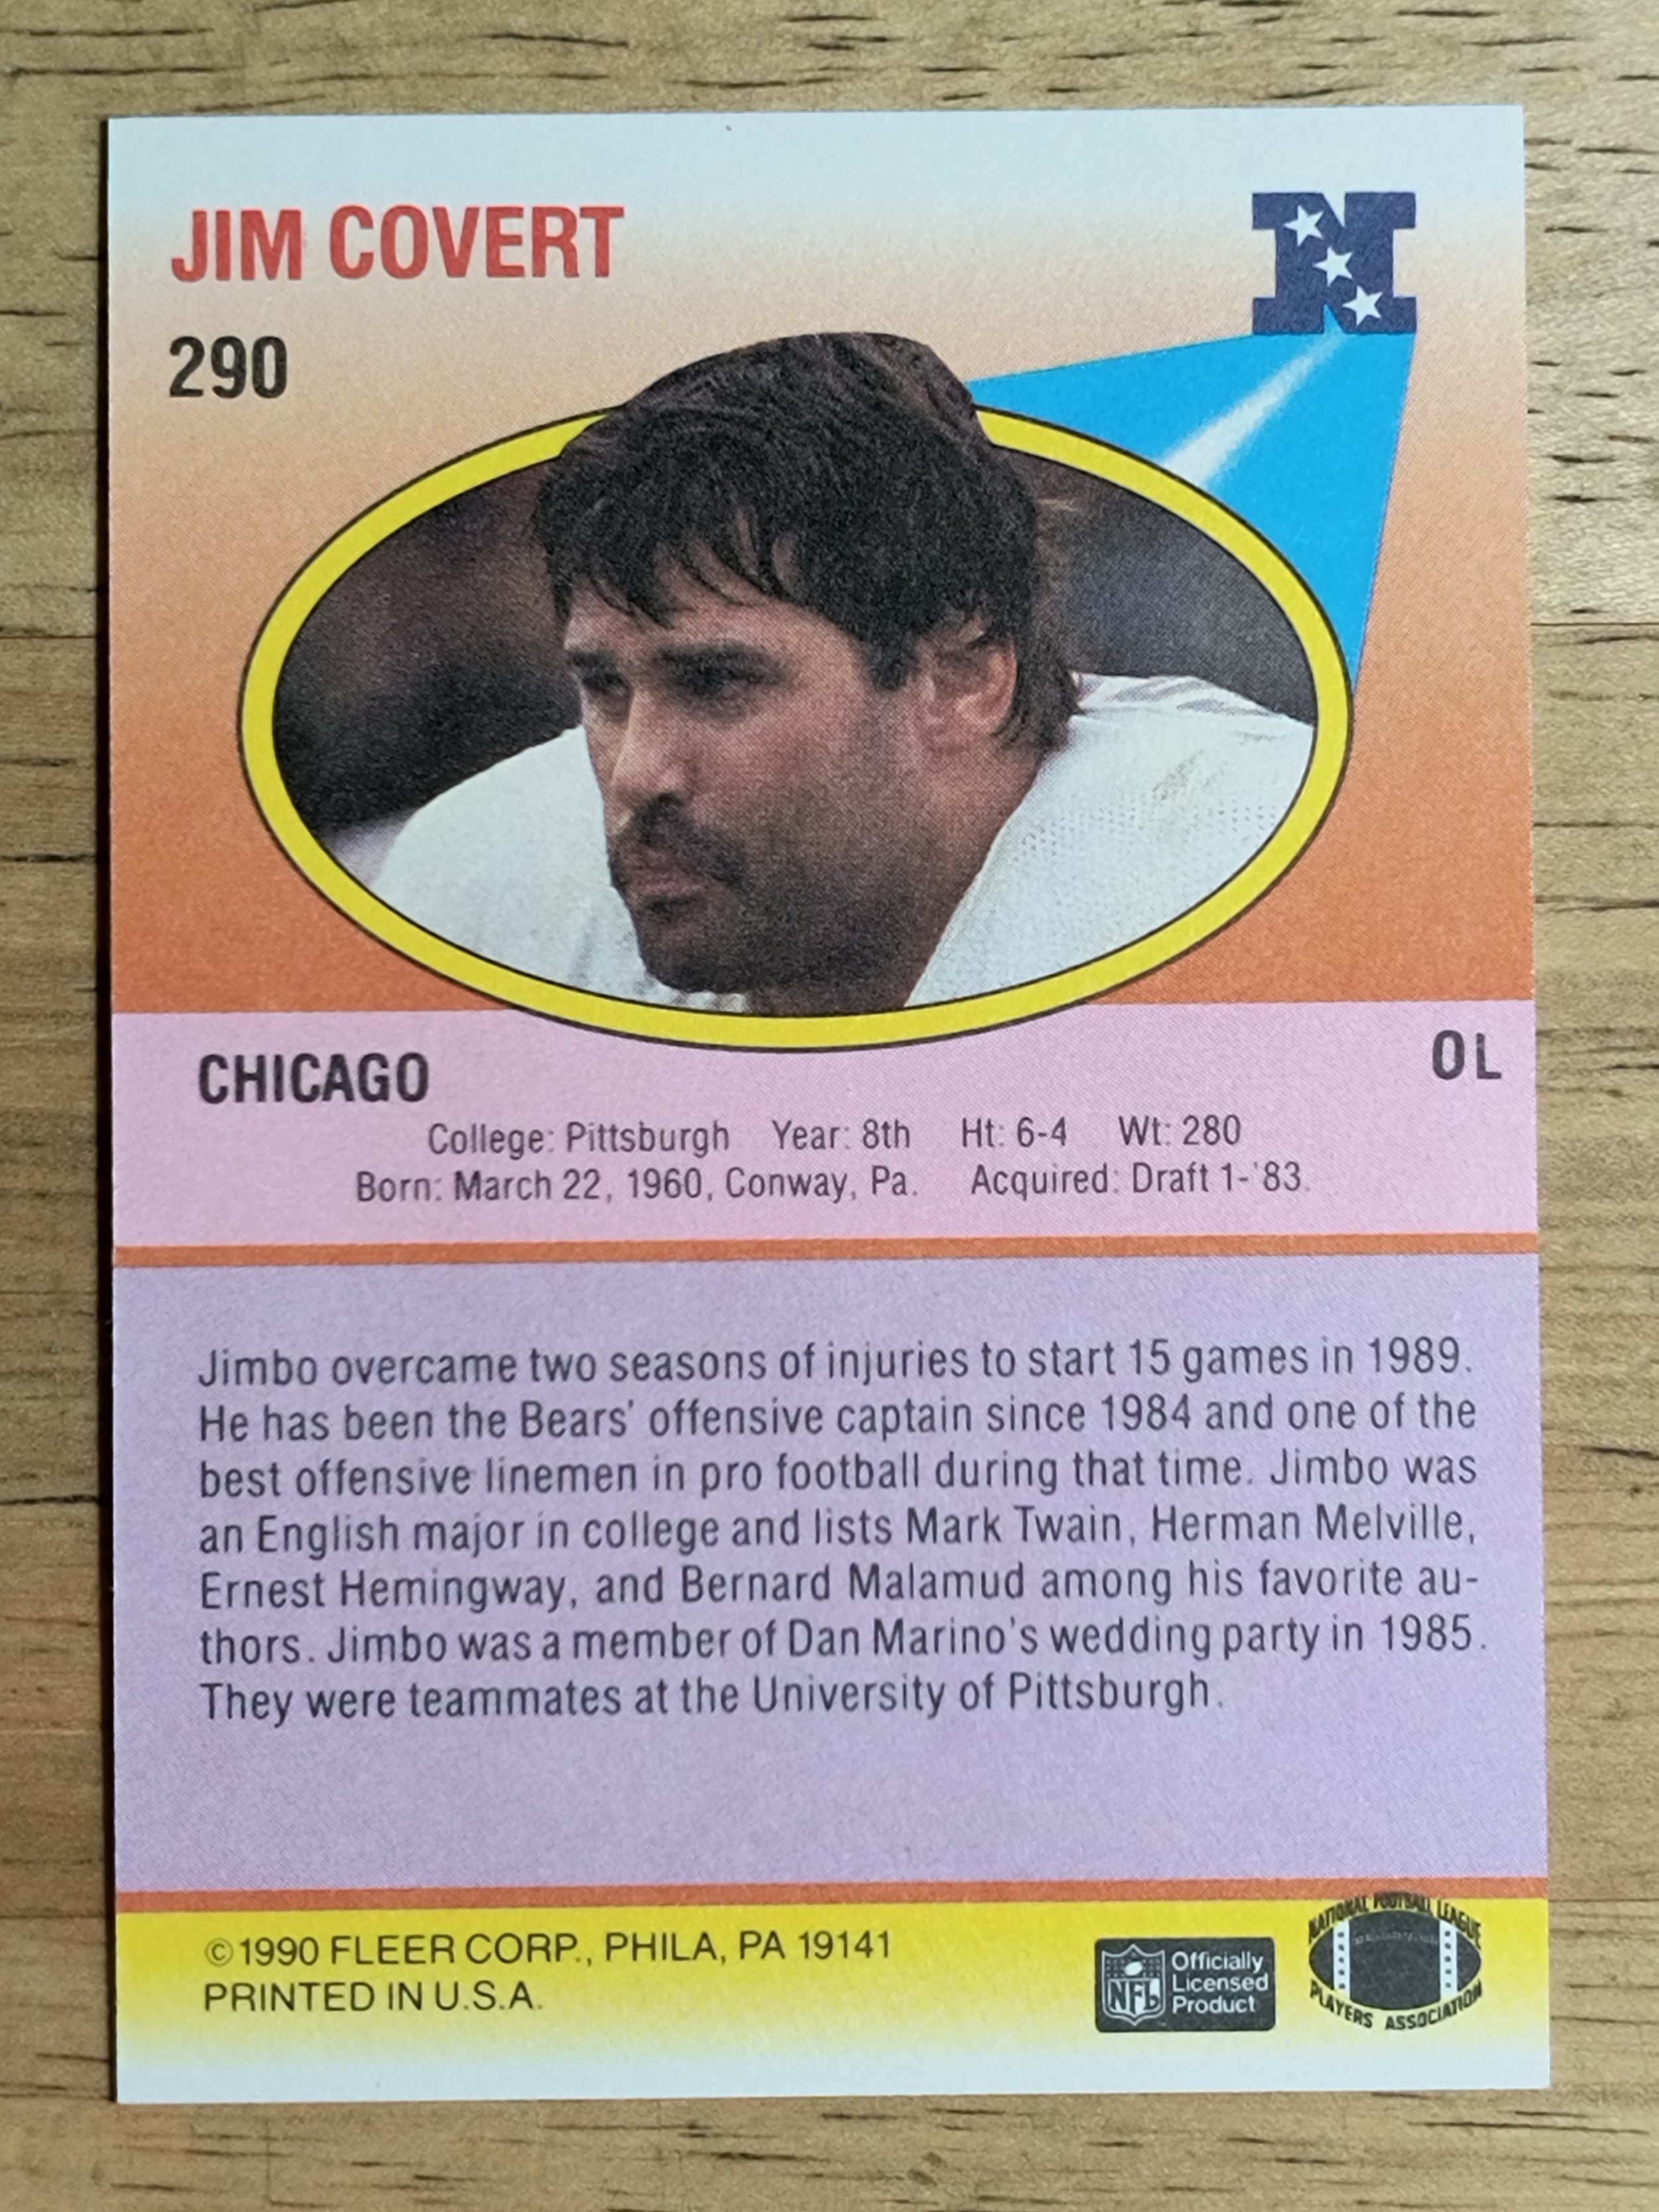 JIM COVERT
N
290
CHICAGO
OL
College: Pittsburgh Year: 8th Ht: 6-4 Wt: 280
Born: March 22, 1960, Conway, Pa. Acquired: Draft 1-'83.
Jimbo overcame two seasons of injuries to start 15 games in 1989.
He has been the Bears' offensive captain since 1984 and one of the
best offensive linemen in pro football during that time. Jimbo was
an English major in college and lists Mark Twain, Herman Melville,
Ernest Hemingway, and Bernard Malamud among his favorite au-
thors. Jimbo was a member of Dan Marino's wedding party in 1985.
They were teammates at the University of Pittsburgh.
©1990 FLEER CORP., PHILA, PA 19141
PRINTED IN U.S.A.
NFL
Officially
Licensed
Product
NATIONAL FOOTBALL LEAGUE
PLAYERS ASSOCIATION